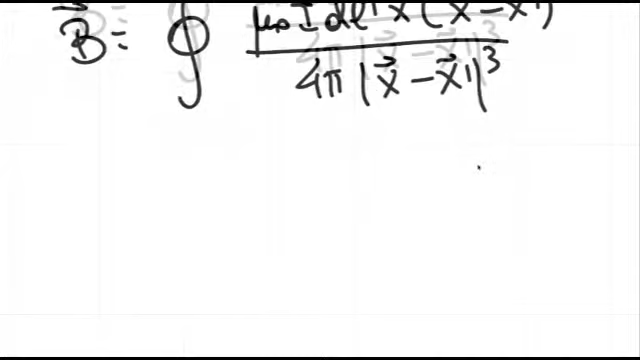 B⃗ = ∮ μ₀ I dl' × (x⃗ − x⃗') / 4π |x⃗ − x⃗'|³